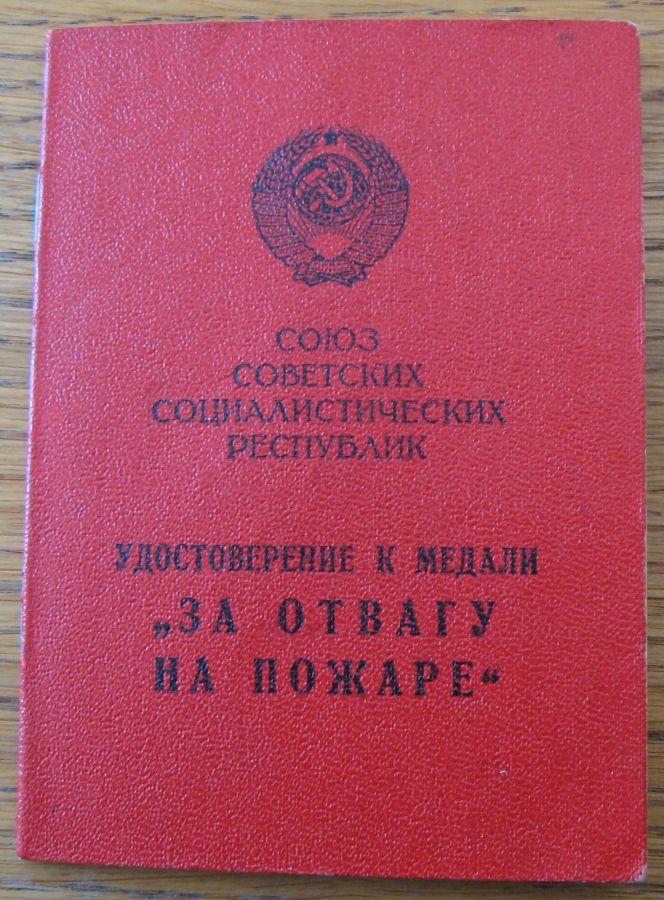 СОЮЗ
СОВЕТСКИХ
СОЦИАЛИСТИЧЕСКИХ
РЕСПУБЛИК
УДОСТОВЕРЕНИЕ К МЕДАЛИ
„ЗА ОТВАГУ
НА ПОЖАРЕ“